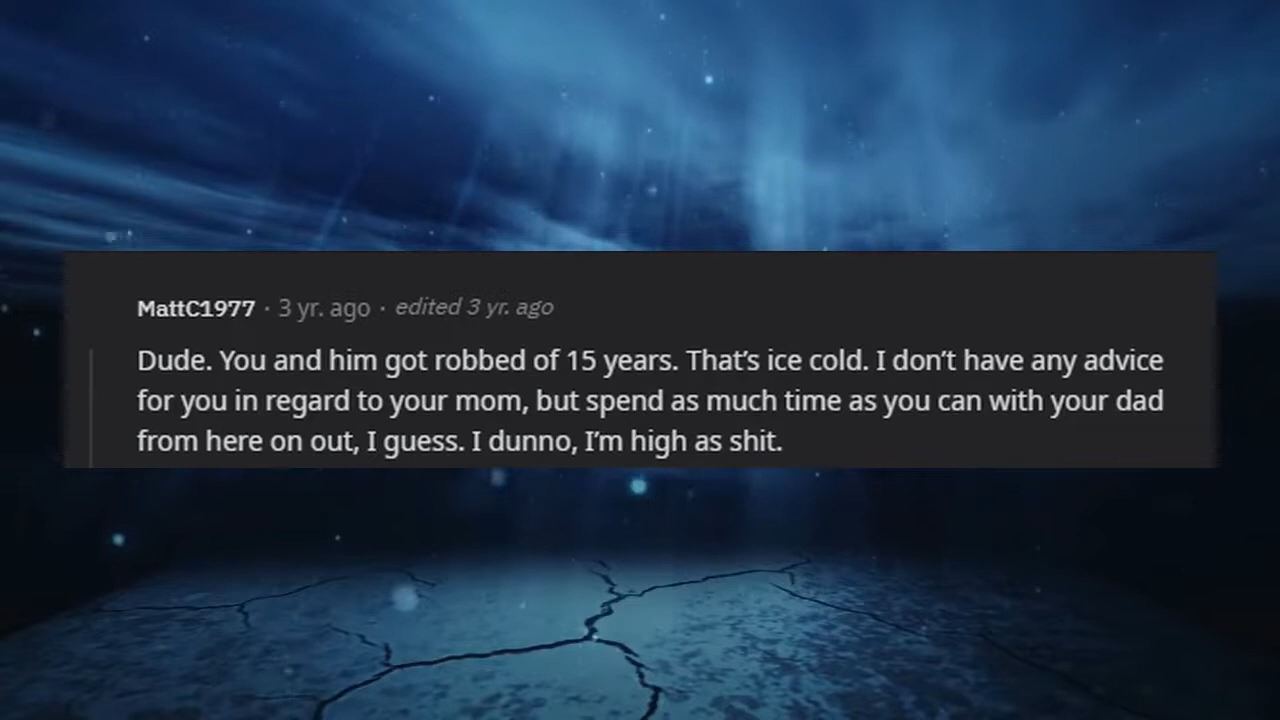 MattC1977 · 3 yr. ago · edited 3 yr. ago
Dude. You and him got robbed of 15 years. That’s ice cold. I don’t have any advice
for you in regard to your mom, but spend as much time as you can with your dad
from here on out, I guess. I dunno, I’m high as shit.